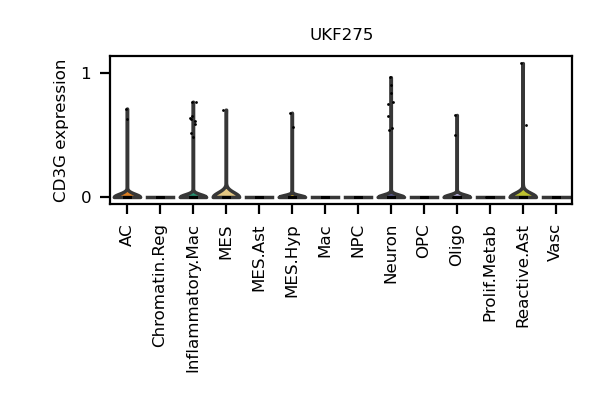 UKF275
CD3G expression
1
0
AC
Chromatin.Reg
Inflammatory.Mac
MES
MES.Ast
MES.Hyp
Mac
NPC
Neuron
OPC
Oligo
Prolif.Metab
Reactive.Ast
Vasc